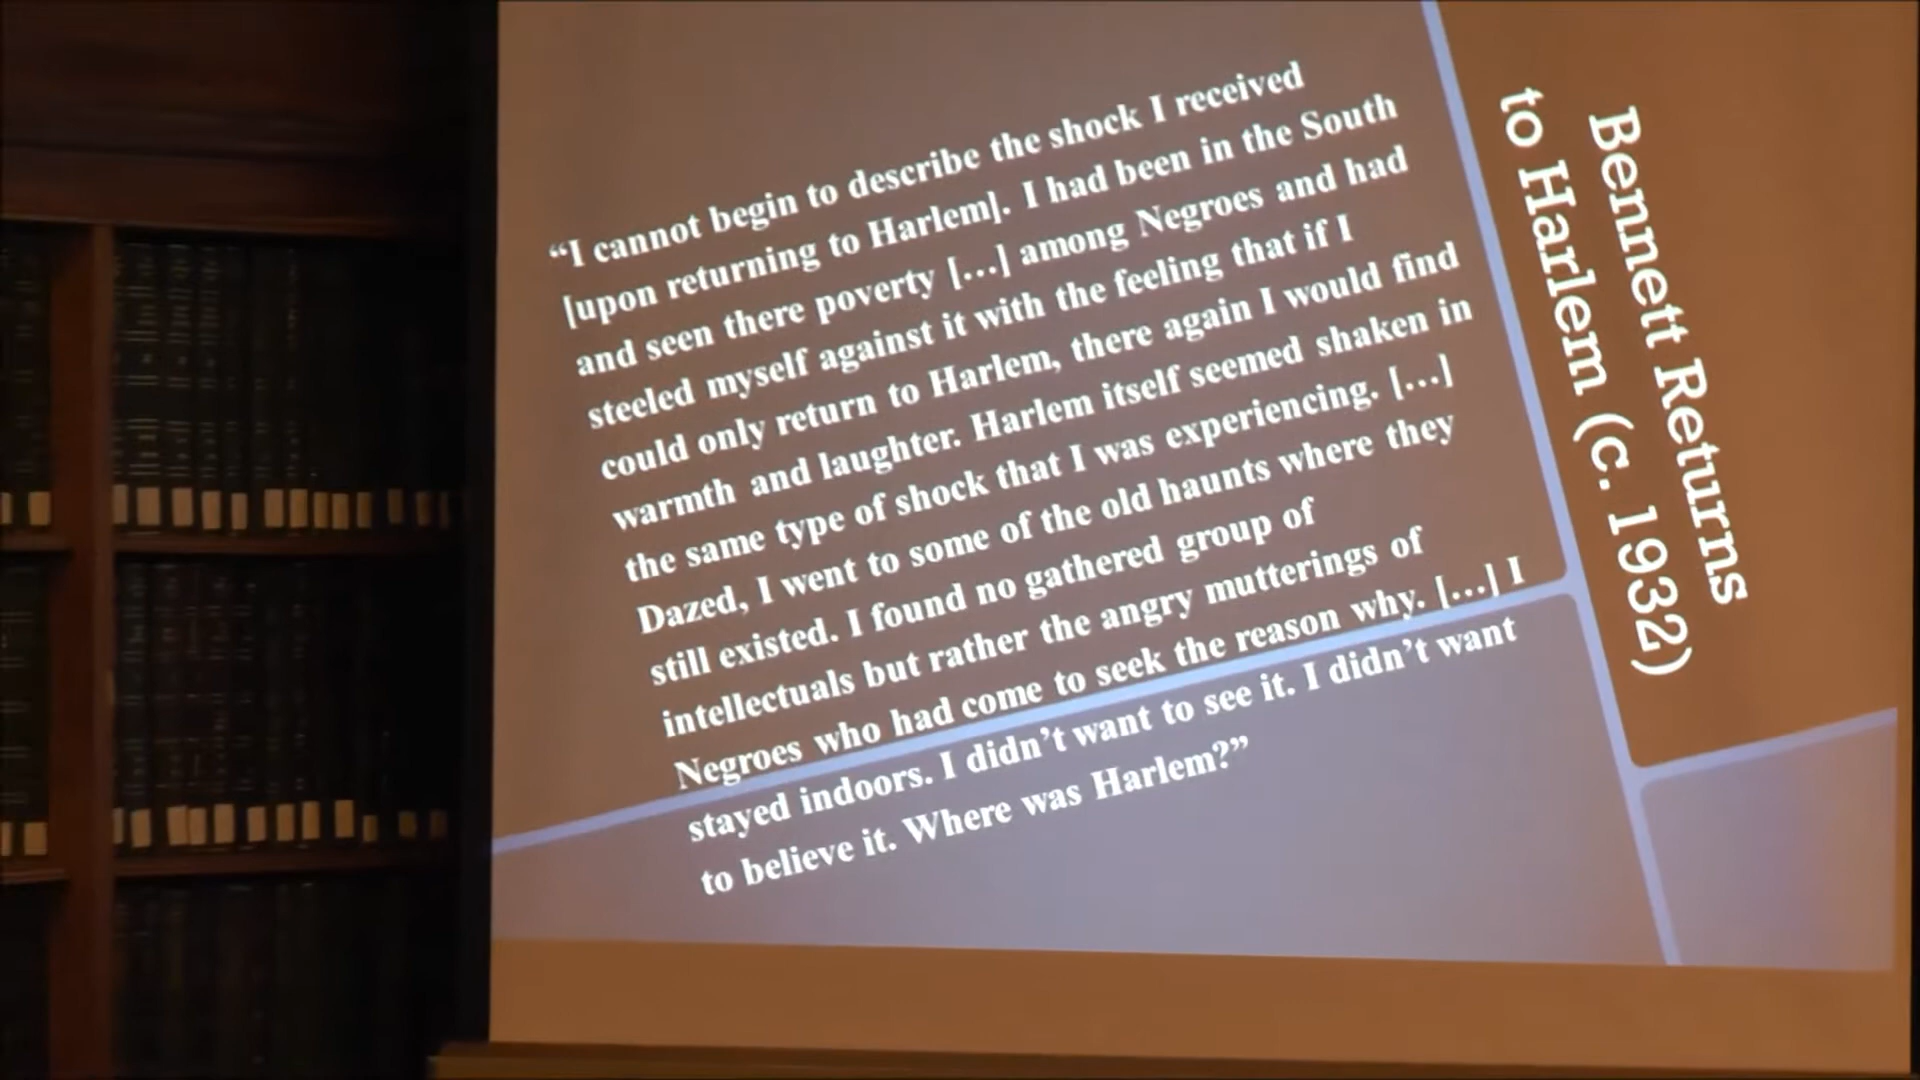 “I cannot begin to describe the shock I received
[upon returning to Harlem]. I had been in the South
and seen there poverty [...] among Negroes and had
steeled myself against it with the feeling that if I
could only return to Harlem, there again I would find
warmth and laughter. Harlem itself seemed shaken in
the same type of shock that I was experiencing. [...]
Dazed, I went to some of the old haunts where they
still existed. I found no gathered group of
intellectuals but rather the angry mutterings of
Negroes who had come to seek the reason why. [...] I
stayed indoors. I didn’t want to see it. I didn’t want
to believe it. Where was Harlem?”
Bennett Returns
to Harlem (c. 1932)